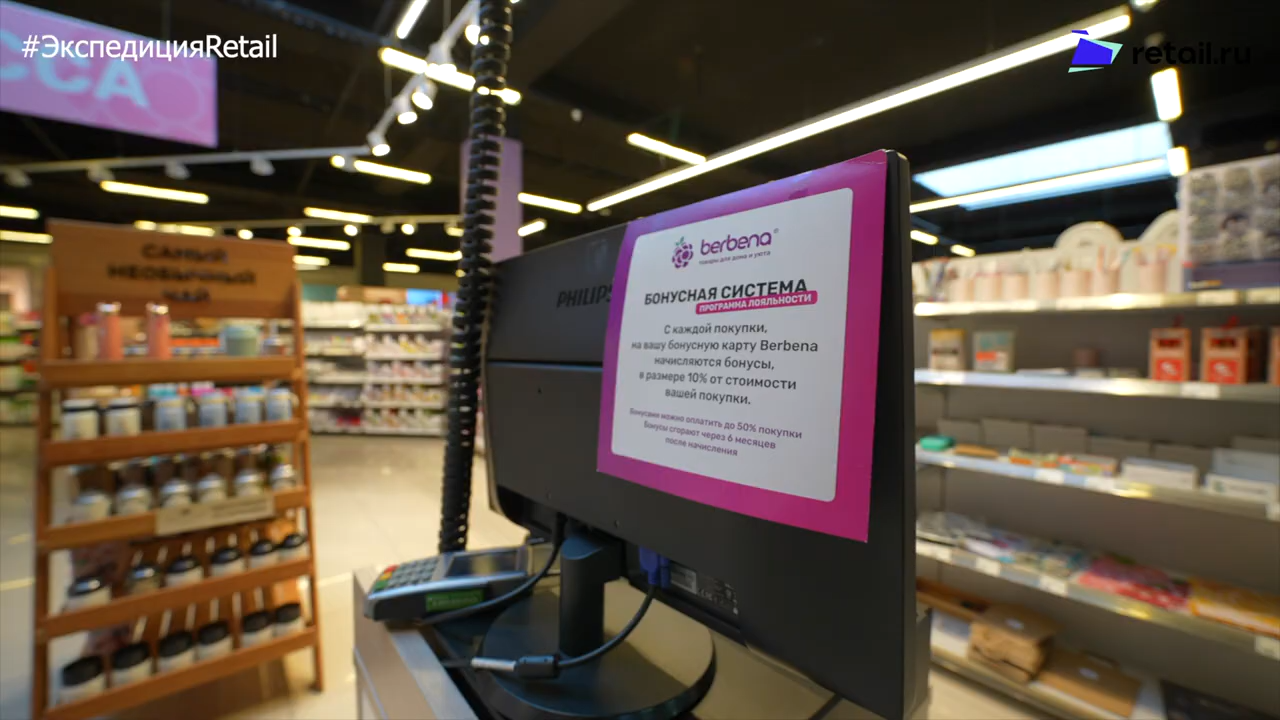 #ЭкспедицияRetail
retail.ru
ССА
САМЫЙ
НЕОБЫЧНЫЙ
ЧАЙ
PHILIPS
berbena
товары для дома и уюта
БОНУСНАЯ СИСТЕМА
ПРОГРАММА ЛОЯЛЬНОСТИ
С каждой покупки,
на вашу бонусную карту Berbena
начисляются бонусы,
в размере 10% от стоимости
вашей покупки.
Бонусами можно оплатить до 50% покупки
Бонусы сгорают через 6 месяцев
после начисления